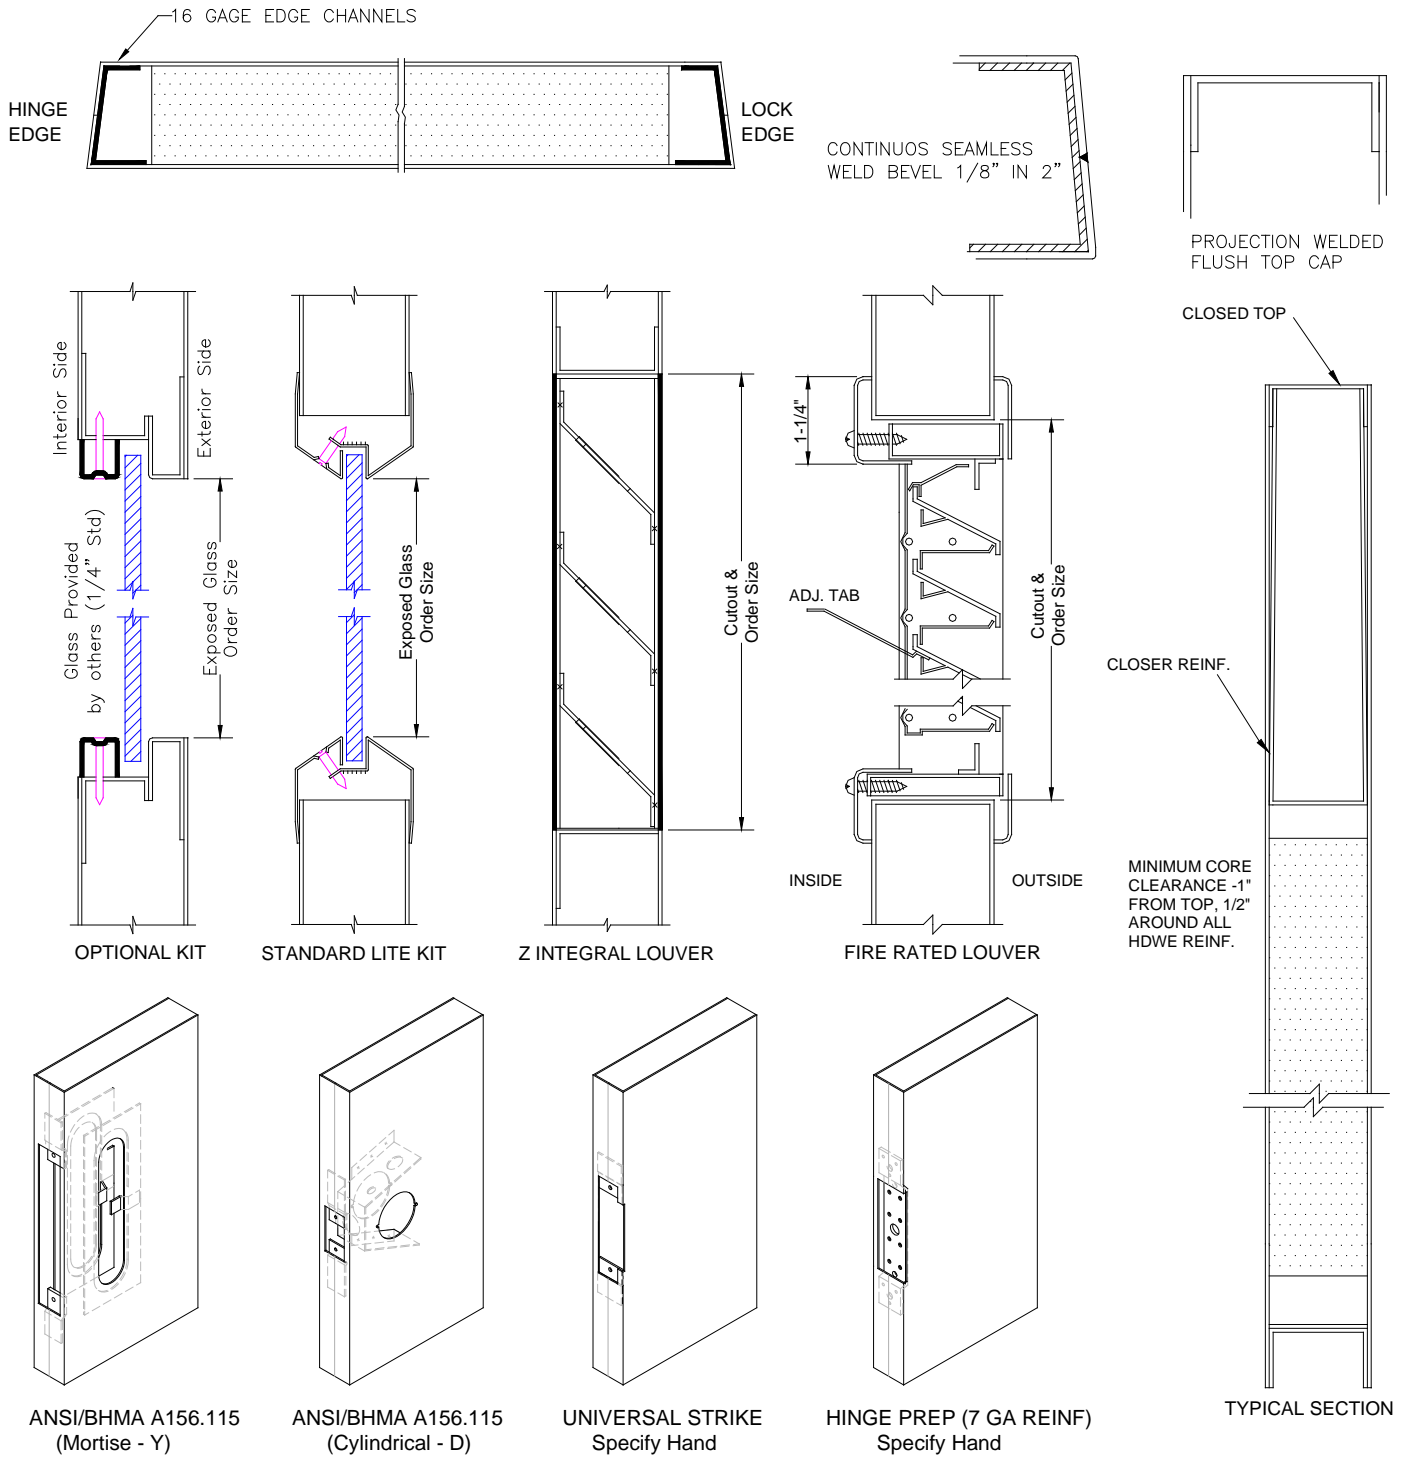 16 GAGE EDGE CHANNELS
HINGE
EDGE
LOCK
EDGE
CONTINUOS SEAMLESS
WELD BEVEL 1/8" IN 2"
PROJECTION WELDED
FLUSH TOP CAP
Interior Side
Exterior Side
Glass Provided
by others (1/4" Std)
Exposed Glass
Order Size
OPTIONAL KIT
Exposed Glass
Order Size
STANDARD LITE KIT
Cutout &
Order Size
Z INTEGRAL LOUVER
1-1/4"
ADJ. TAB
Cutout &
Order Size
INSIDE
OUTSIDE
FIRE RATED LOUVER
CLOSED TOP
CLOSER REINF.
MINIMUM CORE
CLEARANCE -1"
FROM TOP, 1/2"
AROUND ALL
HDWE REINF.
TYPICAL SECTION
ANSI/BHMA A156.115
(Mortise - Y)
ANSI/BHMA A156.115
(Cylindrical - D)
UNIVERSAL STRIKE
Specify Hand
HINGE PREP (7 GA REINF)
Specify Hand